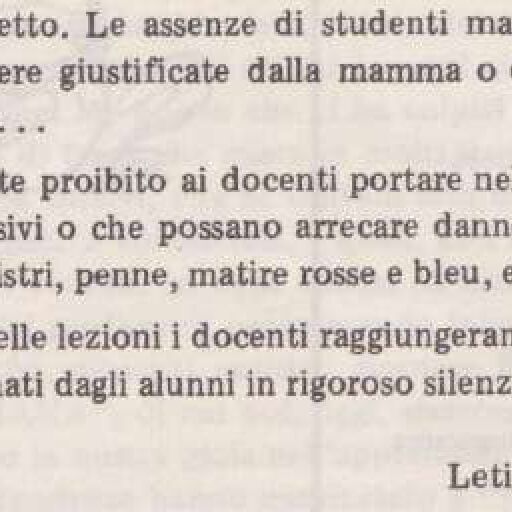 etto. Le assenze di studenti ma
ere giustificate dalla mamma o
...
te proibito ai docenti portare ne
sivi o che possano arrecare dann
istri, penne, matire rosse e bleu, e
elle lezioni i docenti raggiungeran
nati dagli alunni in rigoroso silenz
Leti